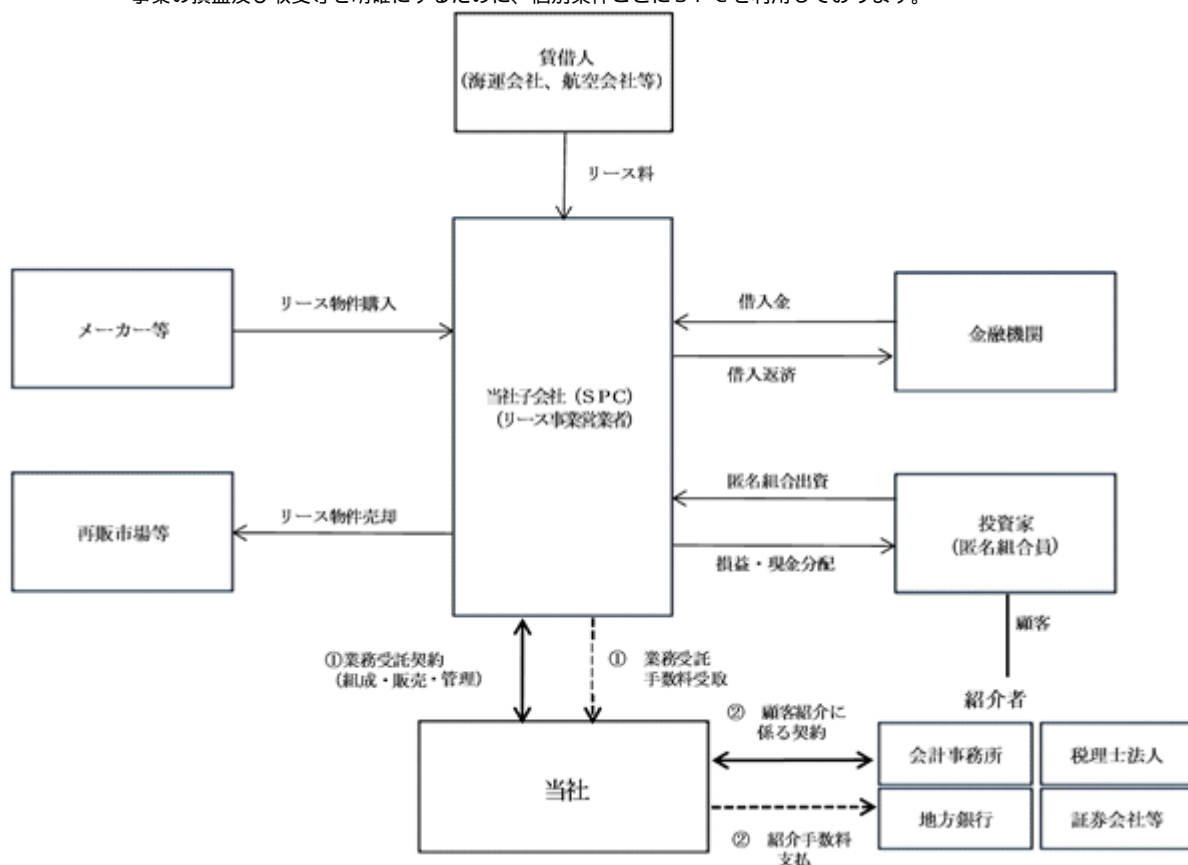 事業の損益及び収支等を明確にするために、個別案件ごとにＳＰＣを利用しております。
賃借人
(海運会社、航空会社等)
リース料
メーカー等
リース物件購入
当社子会社（ＳＰＣ）
(リース事業営業者)
借入金
借入返済
金融機関
再販市場等
リース物件売却
匿名組合出資
損益・現金分配
投資家
(匿名組合員)
顧客
①業務受託契約
(組成・販売・管理)
①　業務受託
手数料受取
当社
②　顧客紹介に
係る契約
②　紹介手数料
支払
紹介者
会計事務所
税理士法人
地方銀行
証券会社等